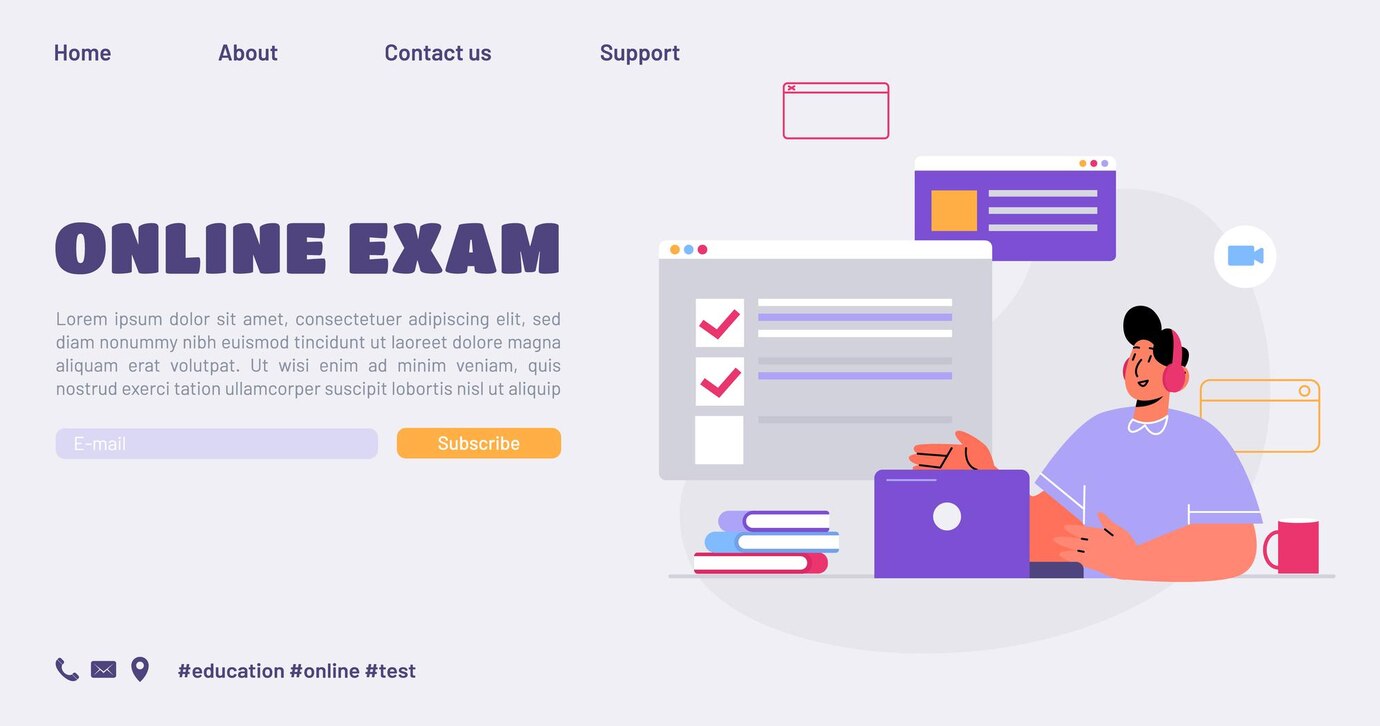 Home About Contact us Support
ONLINE EXAM
Lorem ipsum dolor sit amet, consectetuer adipiscing elit, sed
diam nonummy nibh euismod tincidunt ut laoreet dolore magna
aliquam erat volutpat. Ut wisi enim ad minim veniam, quis
nostrud exerci tation ullamcorper suscipit lobortis nisl ut aliquip
E-mail Subscribe
#education #online #test